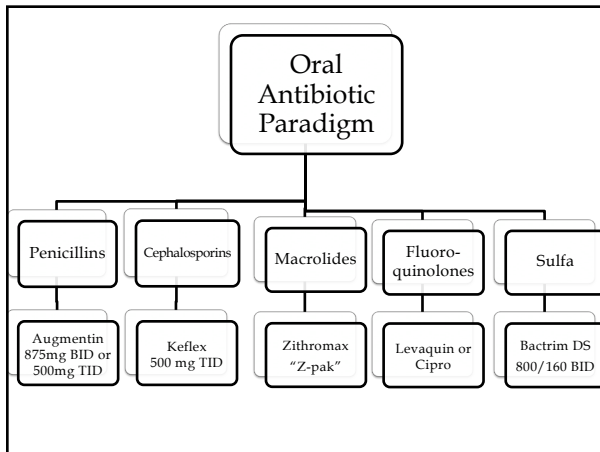 Oral
Antibiotic
Paradigm
Penicillins
Cephalosporins
Macrolides
Fluoro-
quinolones
Sulfa
Augmentin
875mg BID or
500mg TID
Keflex
500 mg TID
Zithromax
“Z-pak”
Levaquin or
Cipro
Bactrim DS
800/160 BID